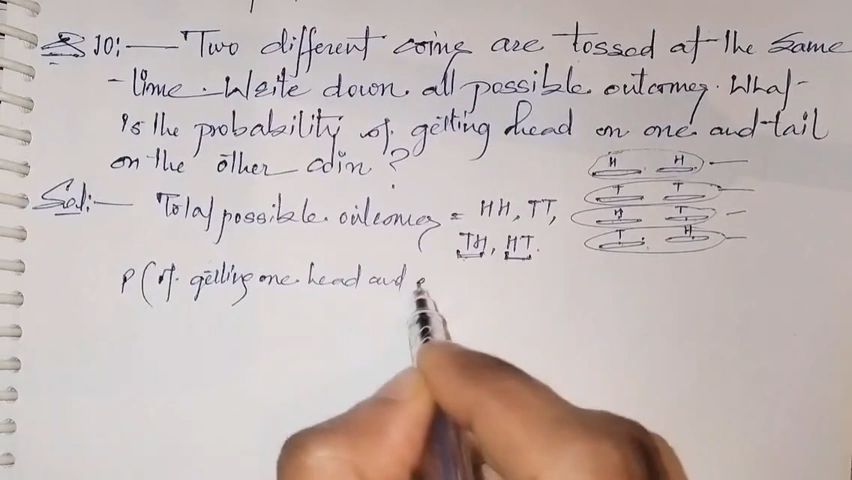 10:— Two different coins are tossed at the same
time. Write down all possible outcomes. What
is the probability of getting head on one and tail
on the other coin?
H H
T T
H T
T H
Sol:— Total possible outcomes = HH, TT,
TH, HT.
P (of getting one head and